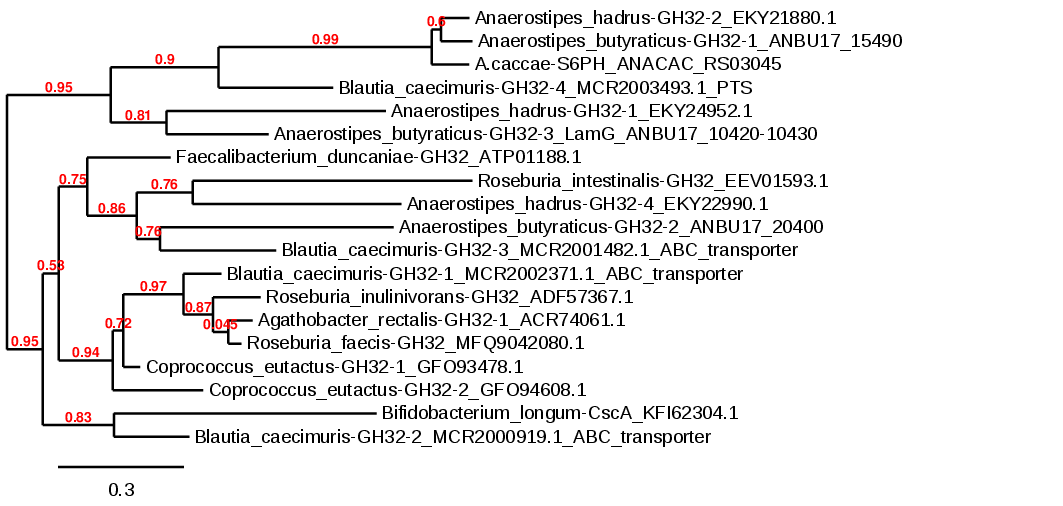 0.6 Anaerostipes_hadrus-GH32-2_EKY21880.1
0.99 Anaerostipes_butyraticus-GH32-1_ANBU17_15490
0.9 A.caccae-S6PH_ANACAC_RS03045
0.95 Blautia_caecimuris-GH32-4_MCR2003493.1_PTS
0.81 Anaerostipes_hadrus-GH32-1_EKY24952.1
Anaerostipes_butyraticus-GH32-3_LamG_ANBU17_10420-10430
Faecalibacterium_duncaniae-GH32_ATP01188.1
0.75 0.76 Roseburia_intestinalis-GH32_EEV01593.1
0.86 Anaerostipes_hadrus-GH32-4_EKY22990.1
0.76 Anaerostipes_butyraticus-GH32-2_ANBU17_20400
Blautia_caecimuris-GH32-3_MCR2001482.1_ABC_transporter
0.53 Blautia_caecimuris-GH32-1_MCR2002371.1_ABC_transporter
0.97 Roseburia_inulinivorans-GH32_ADF57367.1
0.87 0.045 Agathobacter_rectalis-GH32-1_ACR74061.1
0.72 Roseburia_faecis-GH32_MFQ9042080.1
0.95 0.94 Coprococcus_eutactus-GH32-1_GFO93478.1
Coprococcus_eutactus-GH32-2_GFO94608.1
0.83 Bifidobacterium_longum-CscA_KFI62304.1
Blautia_caecimuris-GH32-2_MCR2000919.1_ABC_transporter
0.3